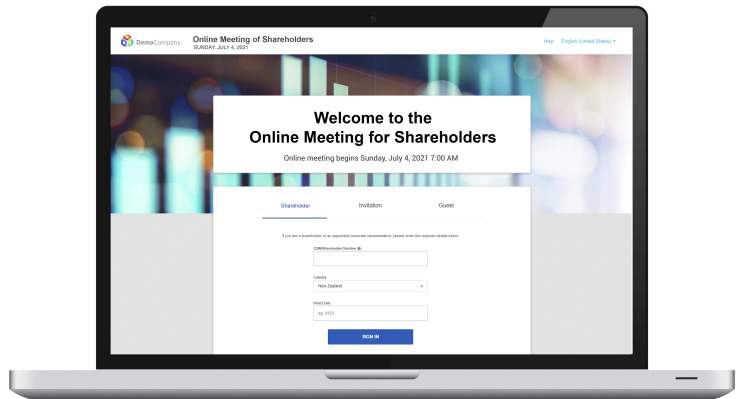 DemoCompany
Online Meeting of Shareholders
SUNDAY, JULY 4, 2021
Help English (United States)
Welcome to the
Online Meeting for Shareholders
Online meeting begins Sunday, July 4, 2021 7:00 AM
Shareholder Invitation Guest
If you are a shareholder or an appointed corporate representative, please enter the required details below.
CSN/Shareholder Number
Country
New Zealand
Post Code
eg. 0123
SIGN IN